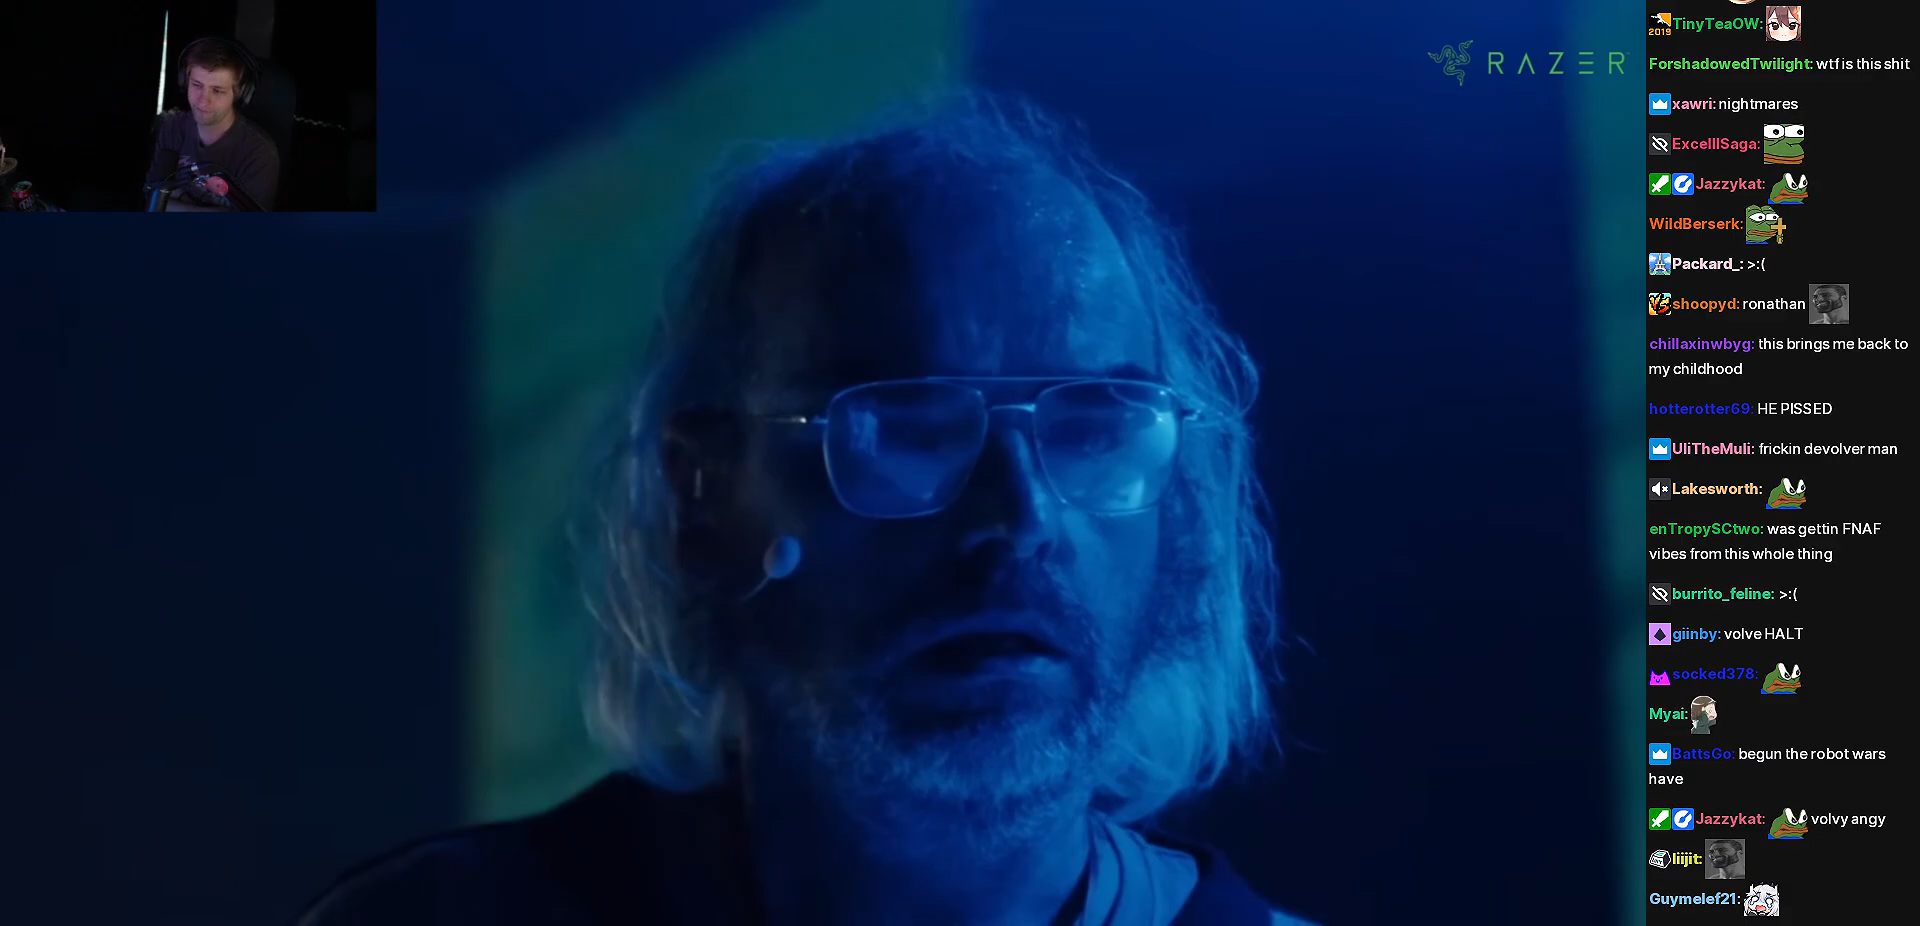 RAZER
2019 TinyTeaOW:
ForshadowedTwilight: wtf is this shit
xawri: nightmares
ExcelllSaga:
Jazzykat:
WildBerserk:
Packard_: >:(
shoopyd: ronathan
chillaxinwbyg: this brings me back to
my childhood
hotterotter69: HE PISSED
UliTheMuli: frickin devolver man
Lakesworth:
enTropySCtwo: was gettin FNAF
vibes from this whole thing
burrito_feline: >:(
giinby: volve HALT
socked378:
Myai:
BattsGo: begun the robot wars
have
Jazzykat: volvy angy
liijit:
Guymelef21: